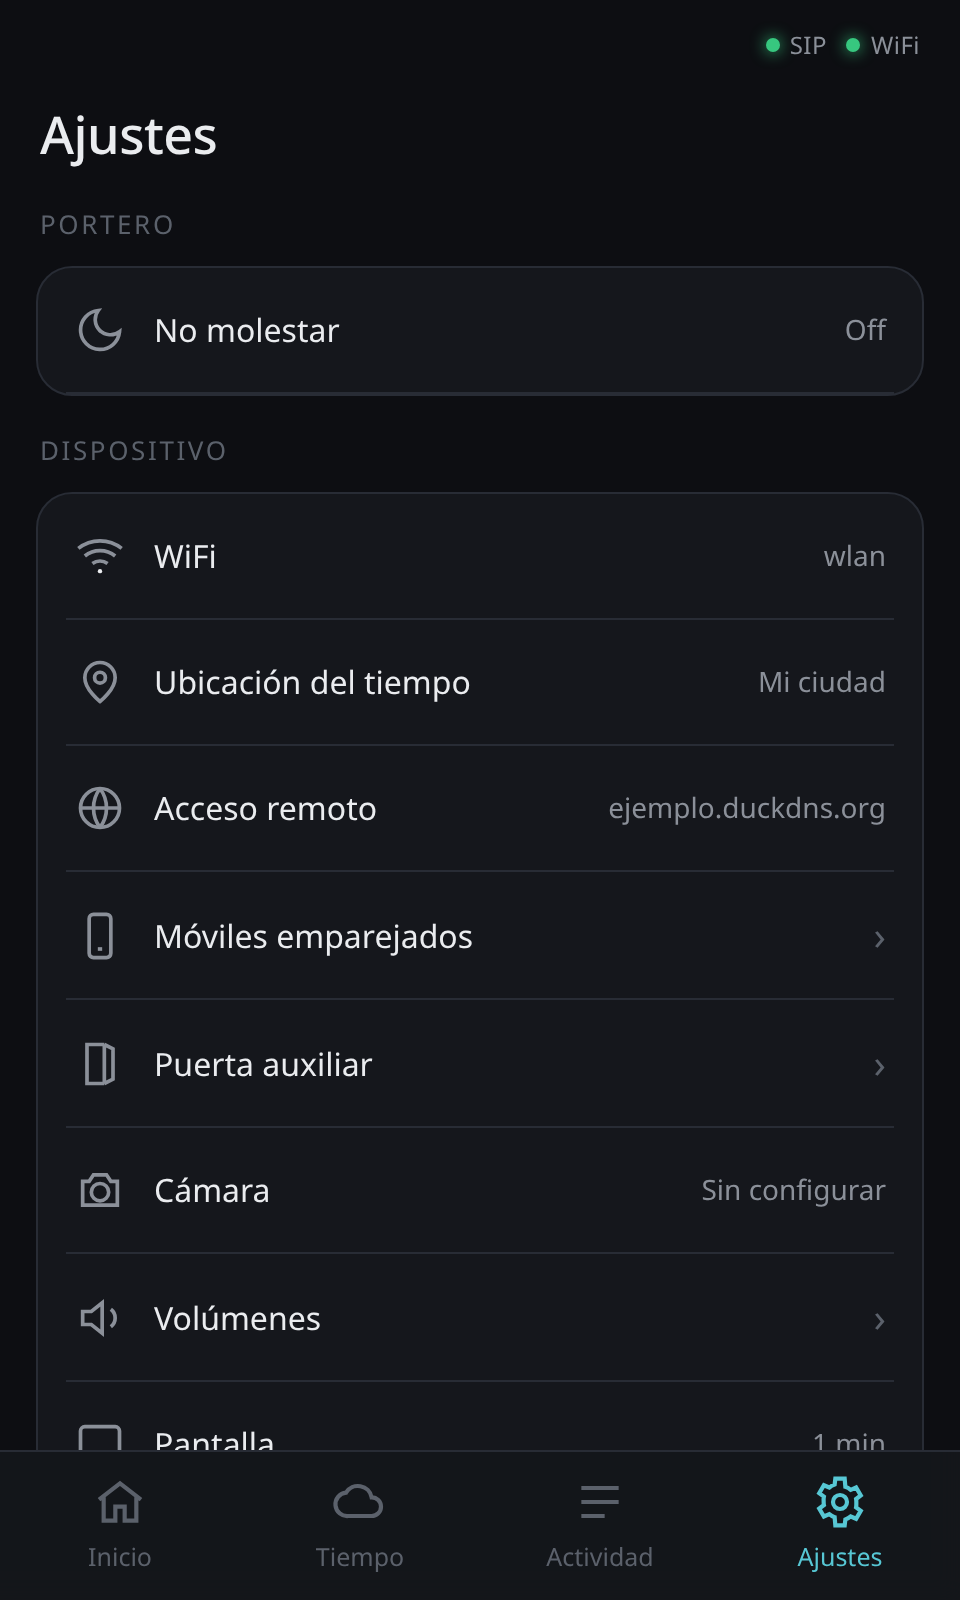 SIP WiFi
Ajustes
PORTERO
No molestar Off
DISPOSITIVO
WiFi wlan
Ubicación del tiempo Mi ciudad
Acceso remoto ejemplo.duckdns.org
Móviles emparejados ›
Puerta auxiliar ›
Cámara Sin configurar
Volúmenes ›
Pantalla 1 min
Inicio Tiempo Actividad Ajustes